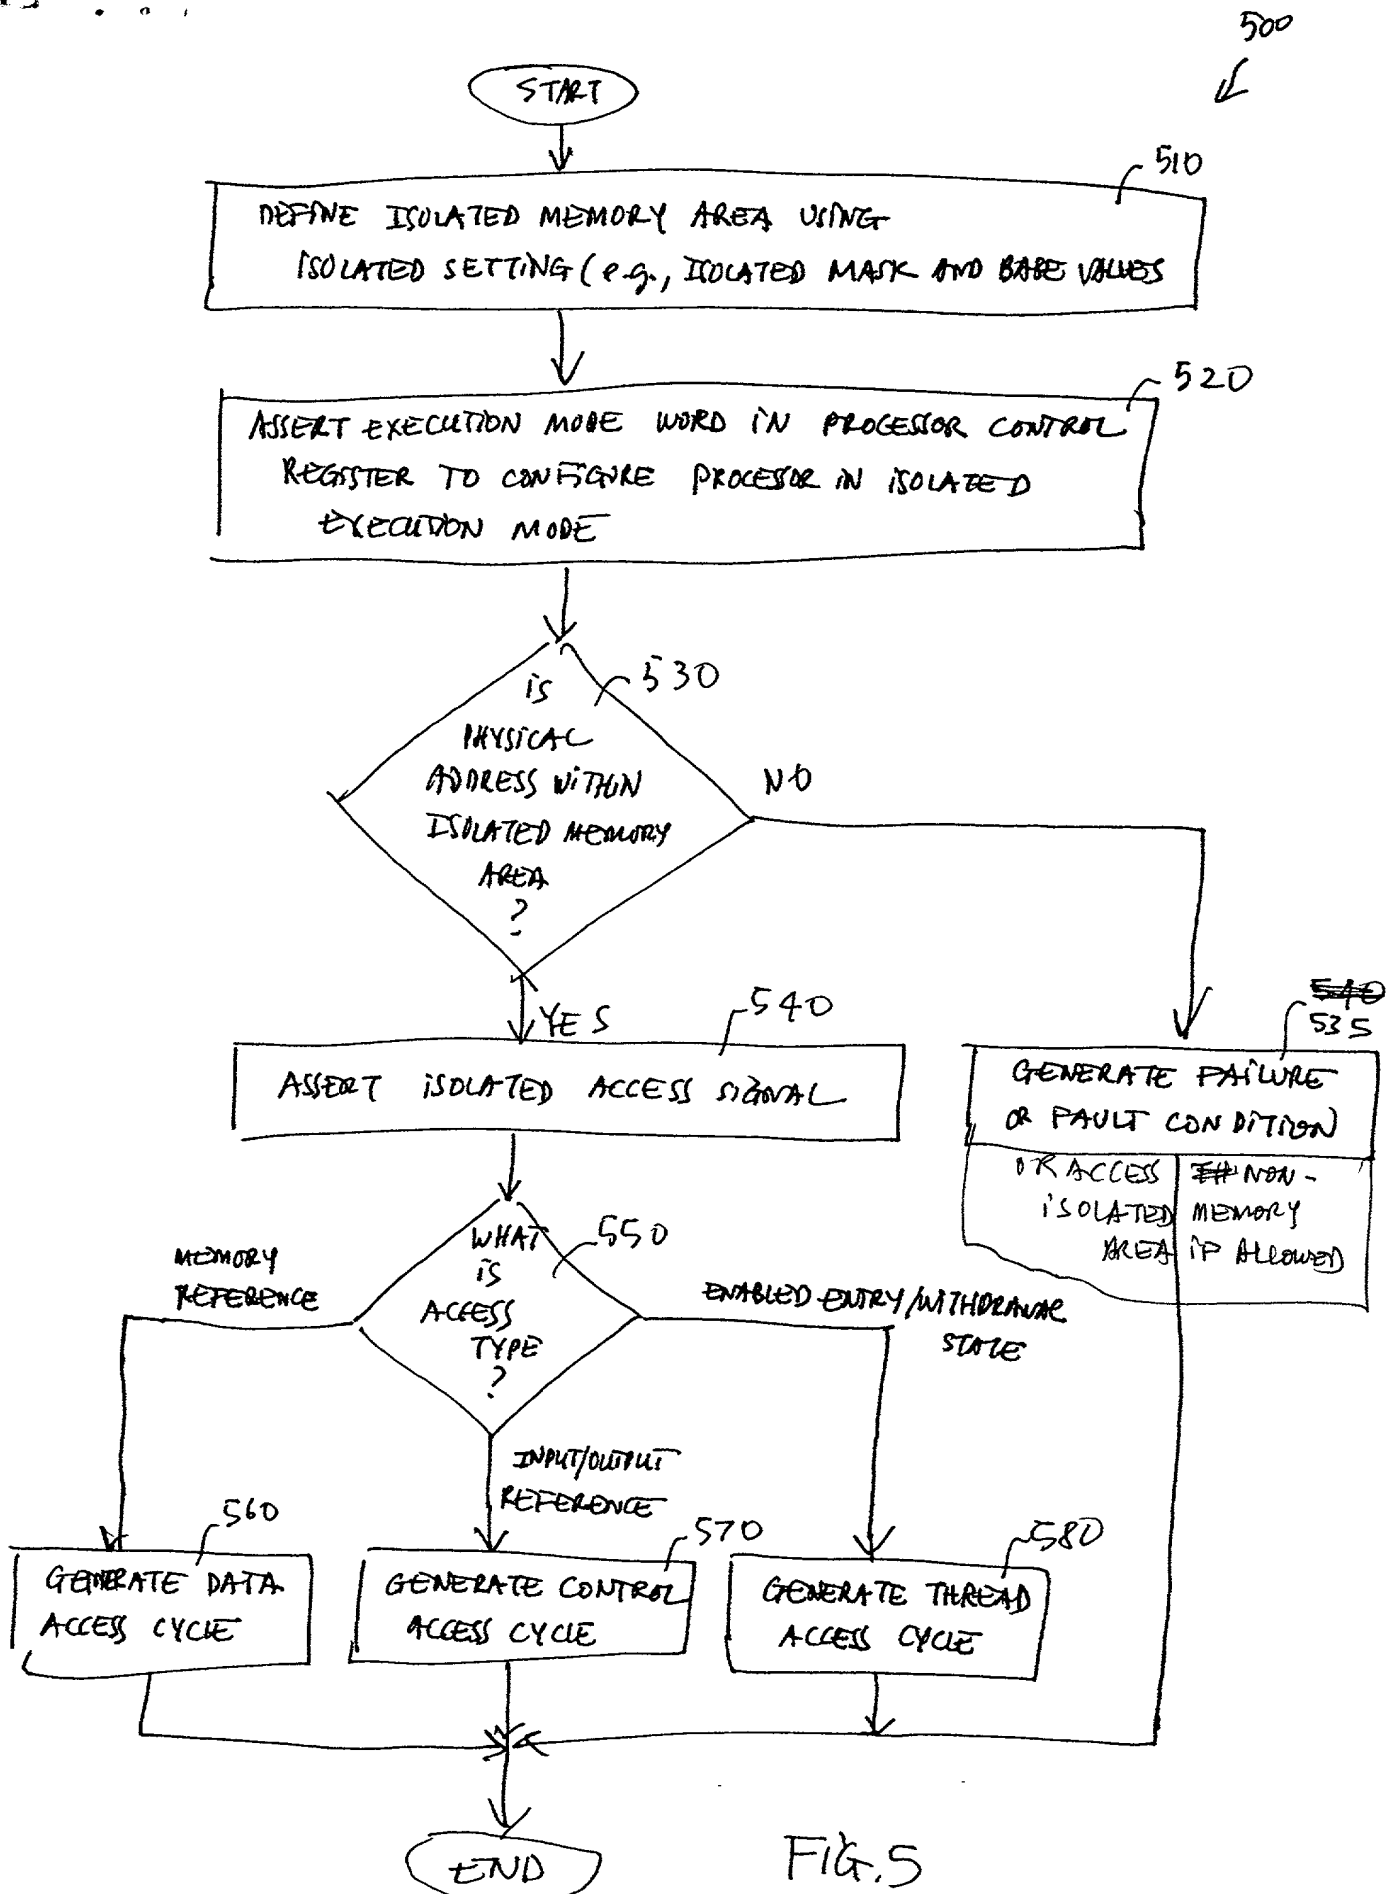 500
START
510
DEFINE ISOLATED MEMORY AREA USING
ISOLATED SETTING (e.g., ISOLATED MASK AND BASE VALUES
520
ASSERT EXECUTION MODE WORD IN PROCESSOR CONTROL
REGISTER TO CONFIGURE PROCESSOR IN ISOLATED
EXECUTION MODE
530
IS
PHYSICAL
ADDRESS WITHIN
ISOLATED MEMORY
AREA
?
NO
YES
540
ASSERT ISOLATED ACCESS SIGNAL
540
535
GENERATE FAILURE
OR FAULT CONDITION
OR ACCESS NON-
ISOLATED MEMORY
AREA IF ALLOWED
550
WHAT
IS
ACCESS
TYPE
?
MEMORY
REFERENCE
ENABLED ENTRY/WITHDRAWAL
STATE
INPUT/OUTPUT
REFERENCE
560
GENERATE DATA
ACCESS CYCLE
570
GENERATE CONTROL
ACCESS CYCLE
580
GENERATE THREAD
ACCESS CYCLE
END
FIG.5